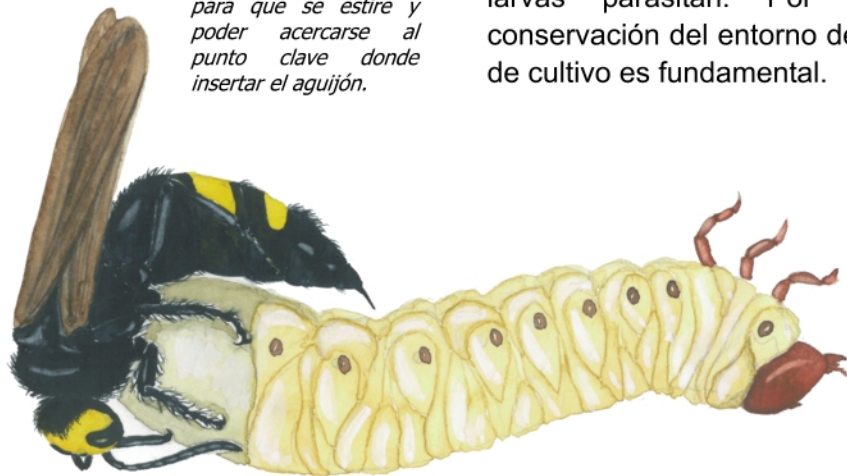 para que se estire y
poder acercarse al
punto clave donde
insertar el aguijón.
larvas parasitan. Por
conservación del entorno de
de cultivo es fundamental.